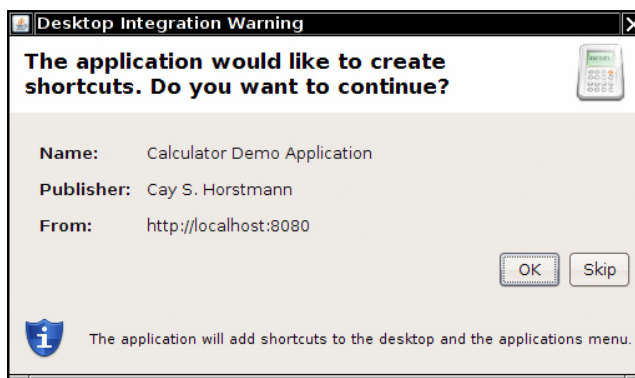 Desktop Integration Warning
The application would like to create
shortcuts. Do you want to continue?
Name: Calculator Demo Application
Publisher: Cay S. Horstmann
From: http://localhost:8080
OK Skip
The application will add shortcuts to the desktop and the applications menu.